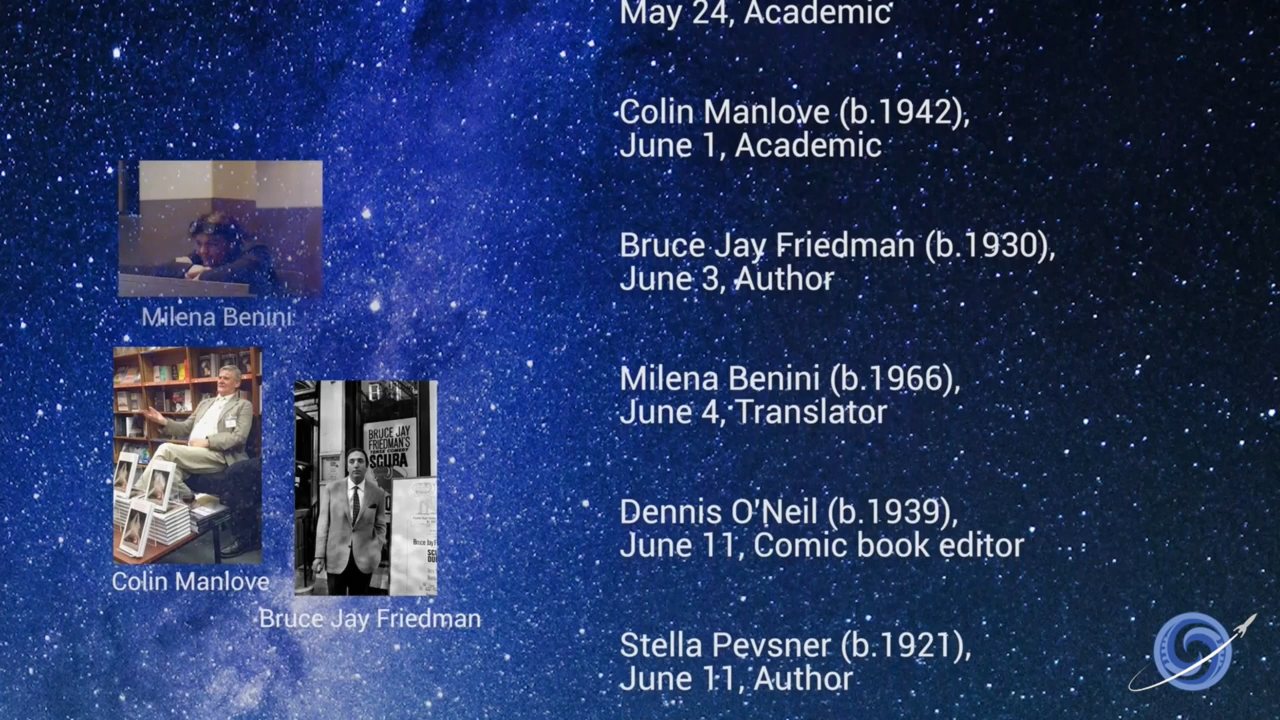 May 24, Academic
Colin Manlove (b.1942),
June 1, Academic
Bruce Jay Friedman (b.1930),
June 3, Author
Milena Benini (b.1966),
June 4, Translator
Dennis O'Neil (b.1939),
June 11, Comic book editor
Stella Pevsner (b.1921),
June 11, Author
Milena Benini
Colin Manlove
Bruce Jay Friedman
BRUCE JAY
FRIEDMAN'S
SCUBA